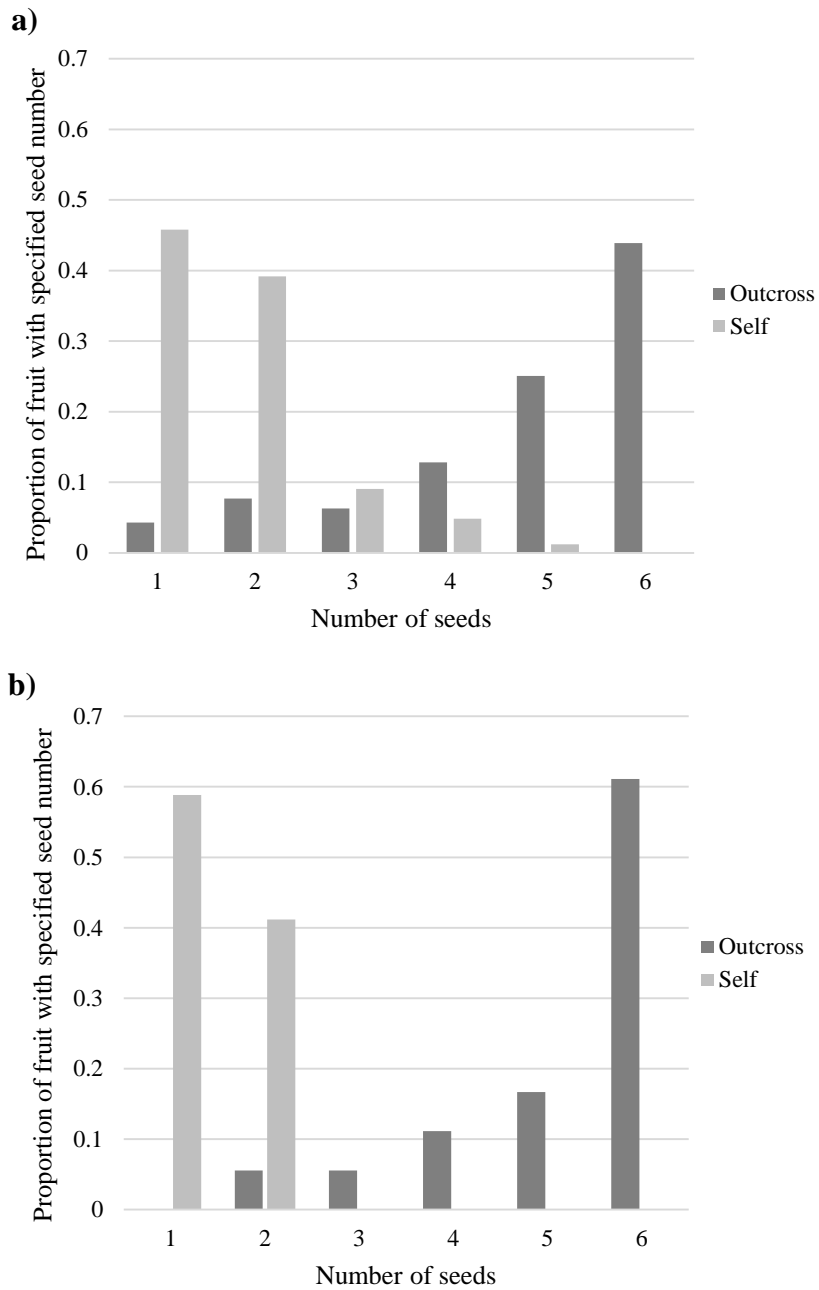 a)
Proportion of fruit with specified seed number
0.7
0.6
0.5
0.4
0.3
0.2
0.1
0
1 2 3 4 5 6
Number of seeds
Outcross
Self
b)
Proportion of fruit with specified seed number
0.7
0.6
0.5
0.4
0.3
0.2
0.1
0
1 2 3 4 5 6
Number of seeds
Outcross
Self